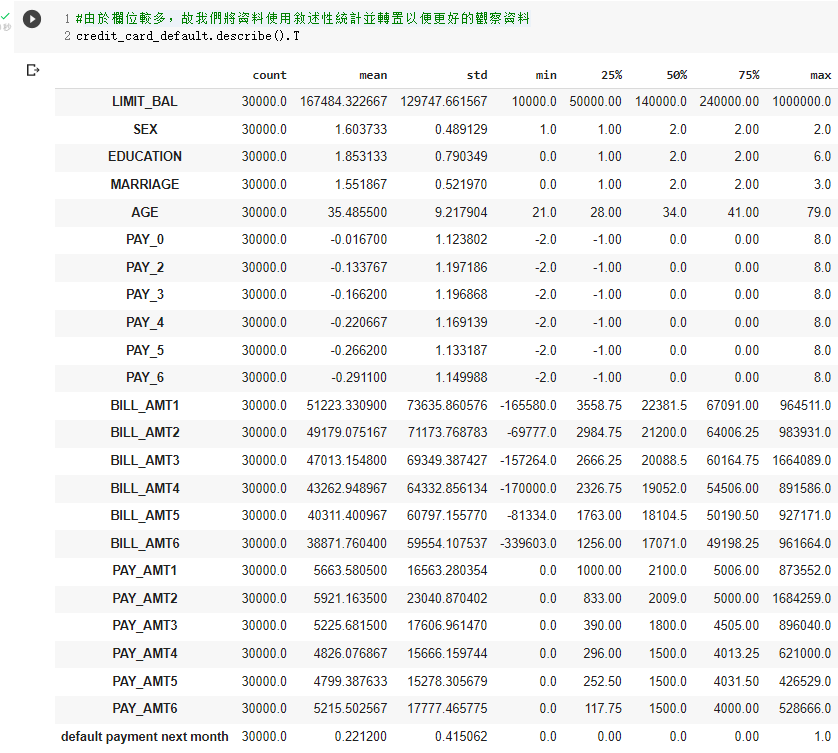 1 #由於欄位較多，故我們將資料使用敘述性統計並轉置以便更好的觀察資料
2 credit_card_default.describe().T
count mean std min 25% 50% 75% max
LIMIT_BAL 30000.0 167484.322667 129747.661567 10000.0 50000.00 140000.0 240000.00 1000000.0
SEX 30000.0 1.603733 0.489129 1.0 1.00 2.0 2.00 2.0
EDUCATION 30000.0 1.853133 0.790349 0.0 1.00 2.0 2.00 6.0
MARRIAGE 30000.0 1.551867 0.521970 0.0 1.00 2.0 2.00 3.0
AGE 30000.0 35.485500 9.217904 21.0 28.00 34.0 41.00 79.0
PAY_0 30000.0 -0.016700 1.123802 -2.0 -1.00 0.0 0.00 8.0
PAY_2 30000.0 -0.133767 1.197186 -2.0 -1.00 0.0 0.00 8.0
PAY_3 30000.0 -0.166200 1.196868 -2.0 -1.00 0.0 0.00 8.0
PAY_4 30000.0 -0.220667 1.169139 -2.0 -1.00 0.0 0.00 8.0
PAY_5 30000.0 -0.266200 1.133187 -2.0 -1.00 0.0 0.00 8.0
PAY_6 30000.0 -0.291100 1.149988 -2.0 -1.00 0.0 0.00 8.0
BILL_AMT1 30000.0 51223.330900 73635.860576 -165580.0 3558.75 22381.5 67091.00 964511.0
BILL_AMT2 30000.0 49179.075167 71173.768783 -69777.0 2984.75 21200.0 64006.25 983931.0
BILL_AMT3 30000.0 47013.154800 69349.387427 -157264.0 2666.25 20088.5 60164.75 1664089.0
BILL_AMT4 30000.0 43262.948967 64332.856134 -170000.0 2326.75 19052.0 54506.00 891586.0
BILL_AMT5 30000.0 40311.400967 60797.155770 -81334.0 1763.00 18104.5 50190.50 927171.0
BILL_AMT6 30000.0 38871.760400 59554.107537 -339603.0 1256.00 17071.0 49198.25 961664.0
PAY_AMT1 30000.0 5663.580500 16563.280354 0.0 1000.00 2100.0 5006.00 873552.0
PAY_AMT2 30000.0 5921.163500 23040.870402 0.0 833.00 2009.0 5000.00 1684259.0
PAY_AMT3 30000.0 5225.681500 17606.961470 0.0 390.00 1800.0 4505.00 896040.0
PAY_AMT4 30000.0 4826.076867 15666.159744 0.0 296.00 1500.0 4013.25 621000.0
PAY_AMT5 30000.0 4799.387633 15278.305679 0.0 252.50 1500.0 4031.50 426529.0
PAY_AMT6 30000.0 5215.502567 17777.465775 0.0 117.75 1500.0 4000.00 528666.0
default payment next month 30000.0 0.221200 0.415062 0.0 0.00 0.0 0.00 1.0